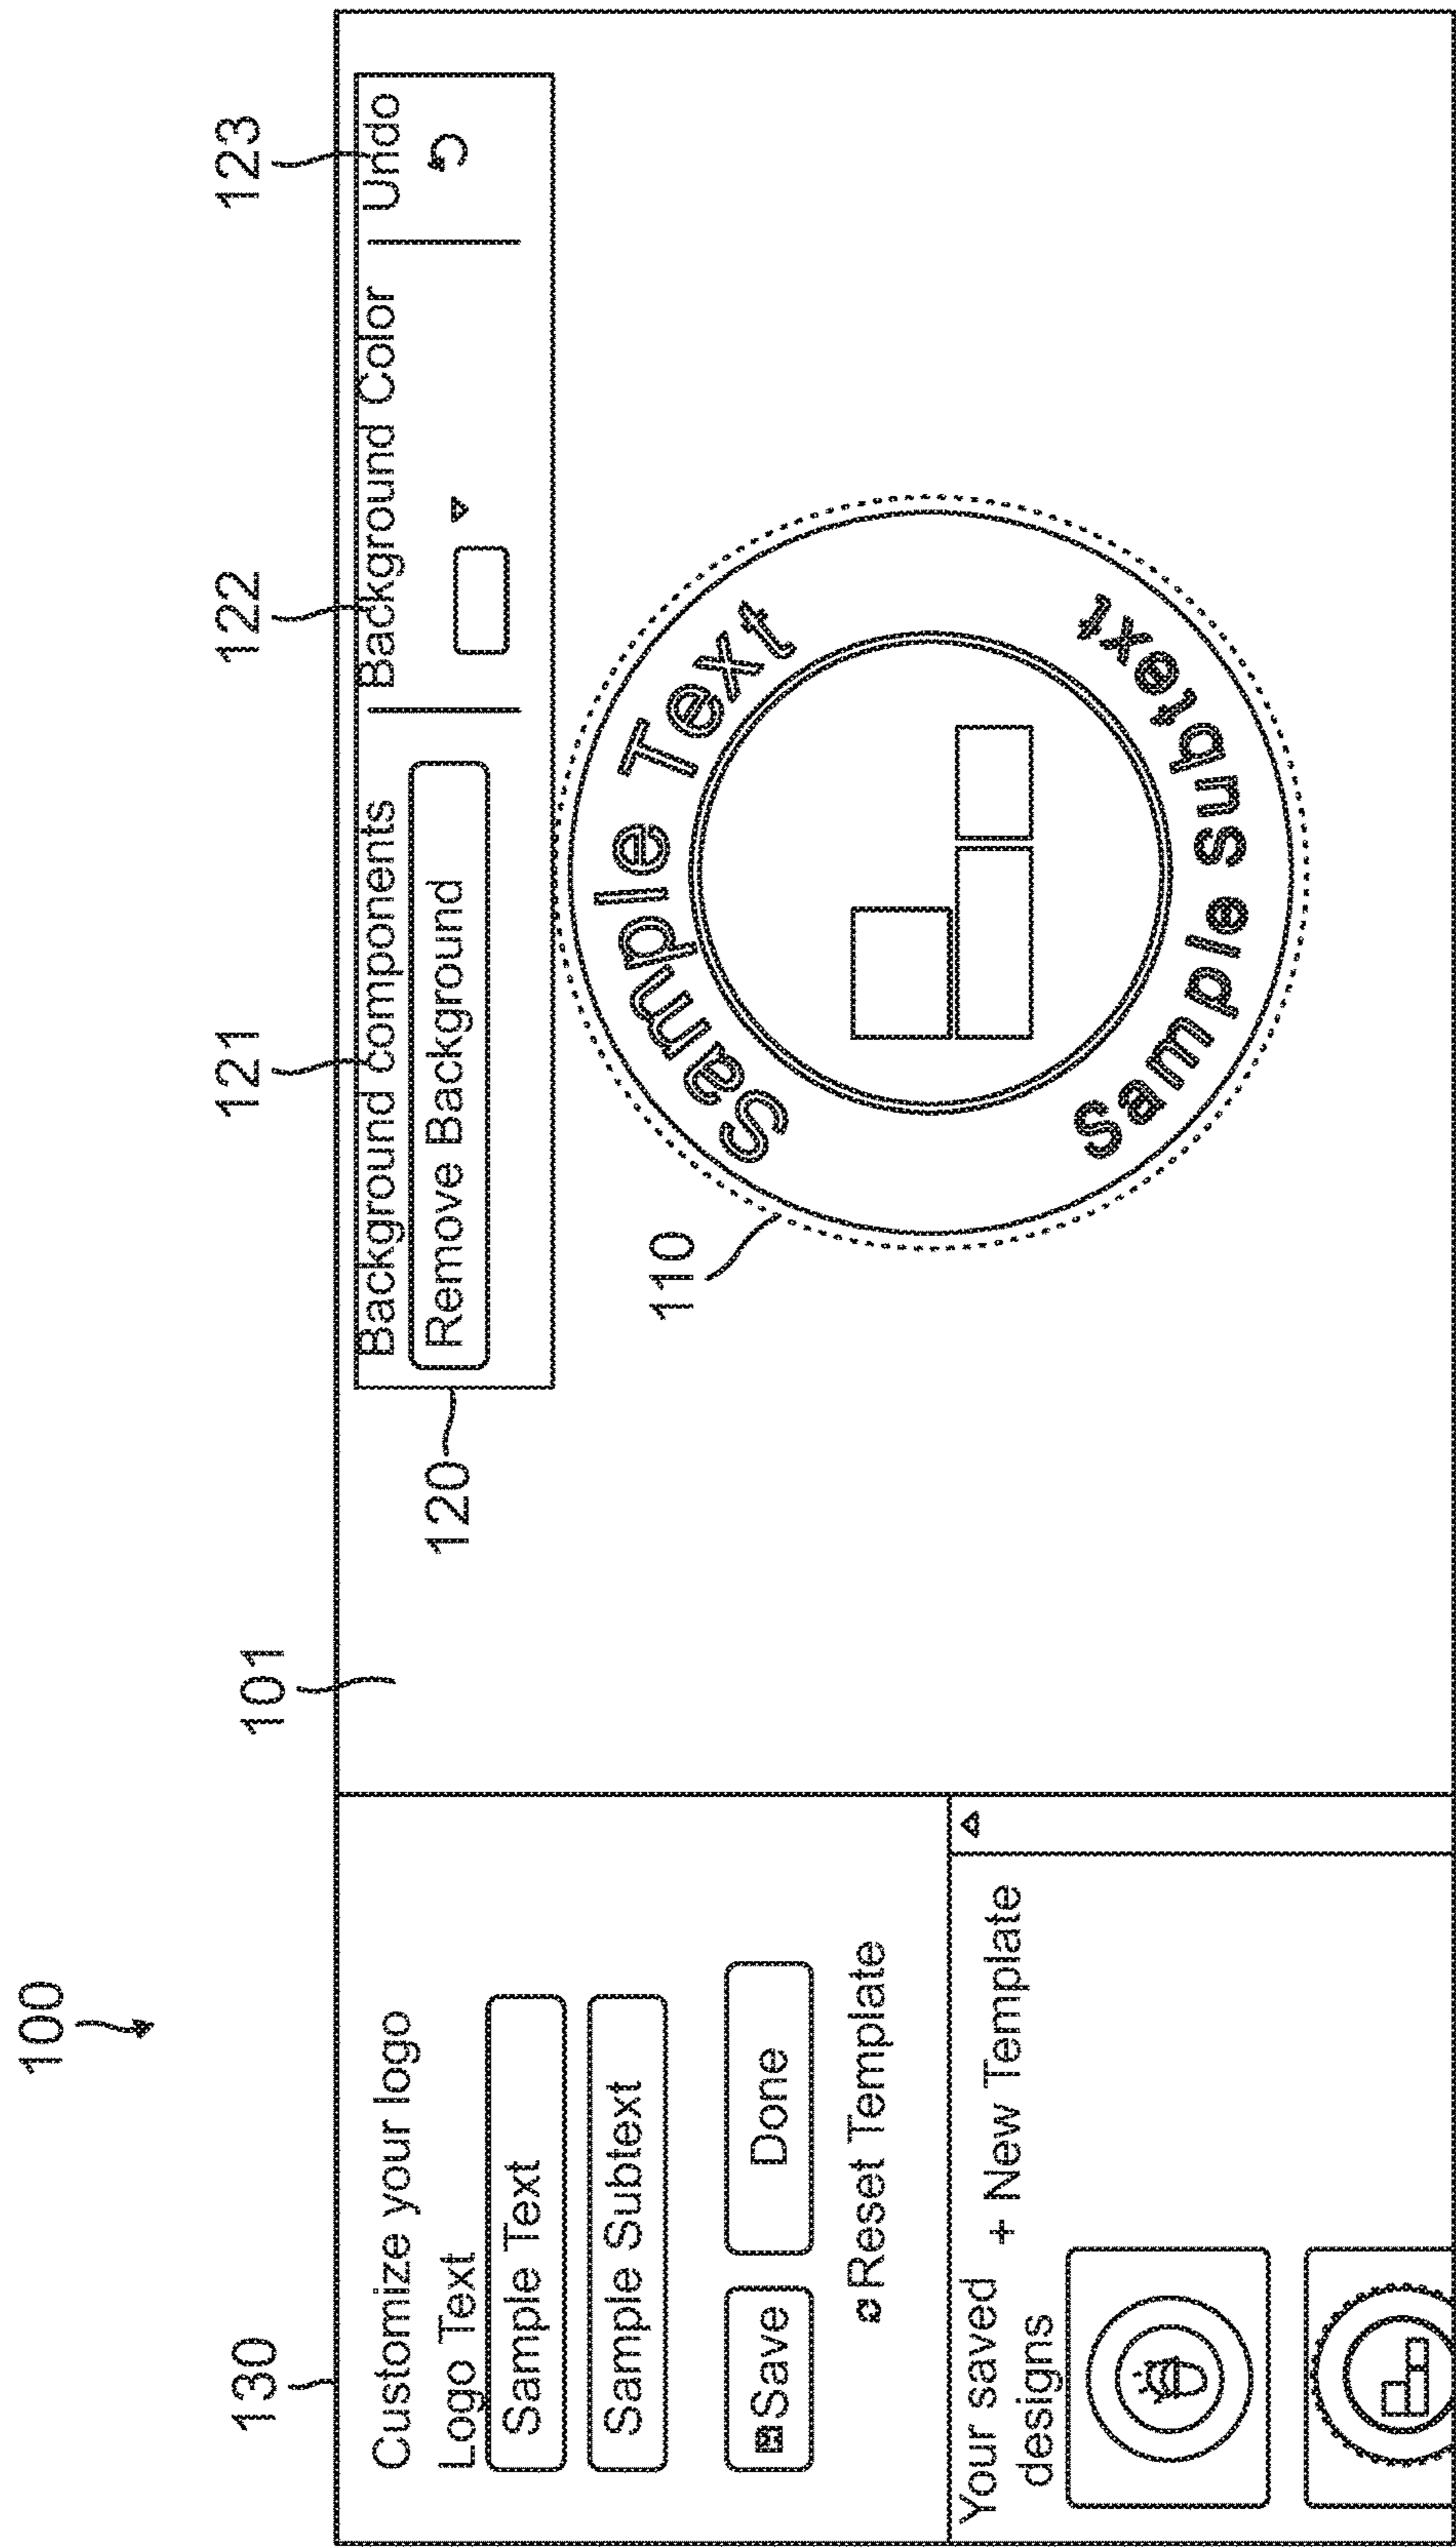 100
130
101
121
122
123
120
110
Customize your logo
Logo Text
Sample Text
Sample Subtext
Save
Done
Reset Template
Your saved
designs
+ New Template
Background components
Remove Background
Background Color
Undo
Sample Text
Sample subtext